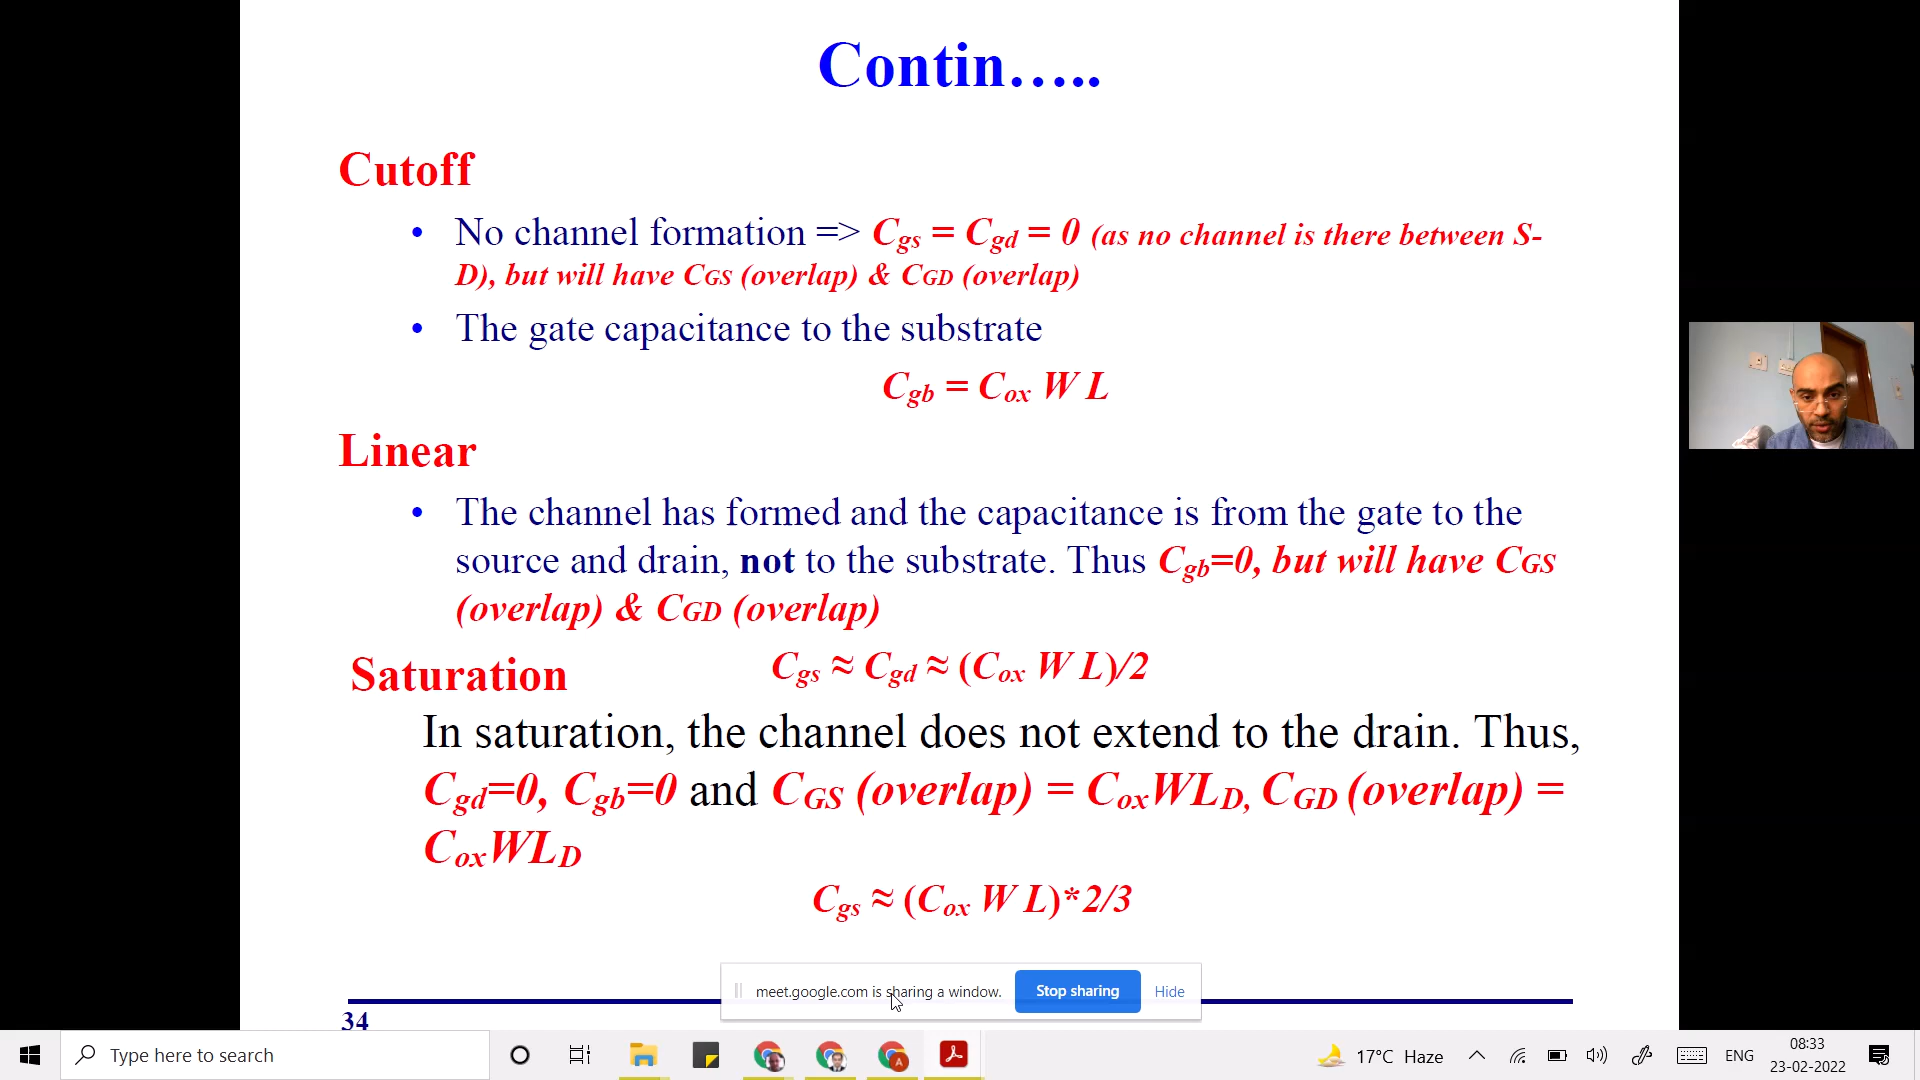 Contin…..
Cutoff
• No channel formation => Cgs = Cgd = 0 (as no channel is there between S-
D), but will have CGS (overlap) & CGD (overlap)
• The gate capacitance to the substrate
Cgb = Cox W L
Linear
• The channel has formed and the capacitance is from the gate to the
source and drain, not to the substrate. Thus Cgb=0, but will have CGS
(overlap) & CGD (overlap)
Cgs ≈ Cgd ≈ (Cox W L)/2
Saturation
In saturation, the channel does not extend to the drain. Thus,
Cgd=0, Cgb=0 and CGS (overlap) = CoxWLD, CGD (overlap) =
CoxWLD
Cgs ≈ (Cox W L)*2/3
meet.google.com is sharing a window.
Stop sharing
Hide
34
Type here to search
17°C Haze
ENG
08:33
23-02-2022